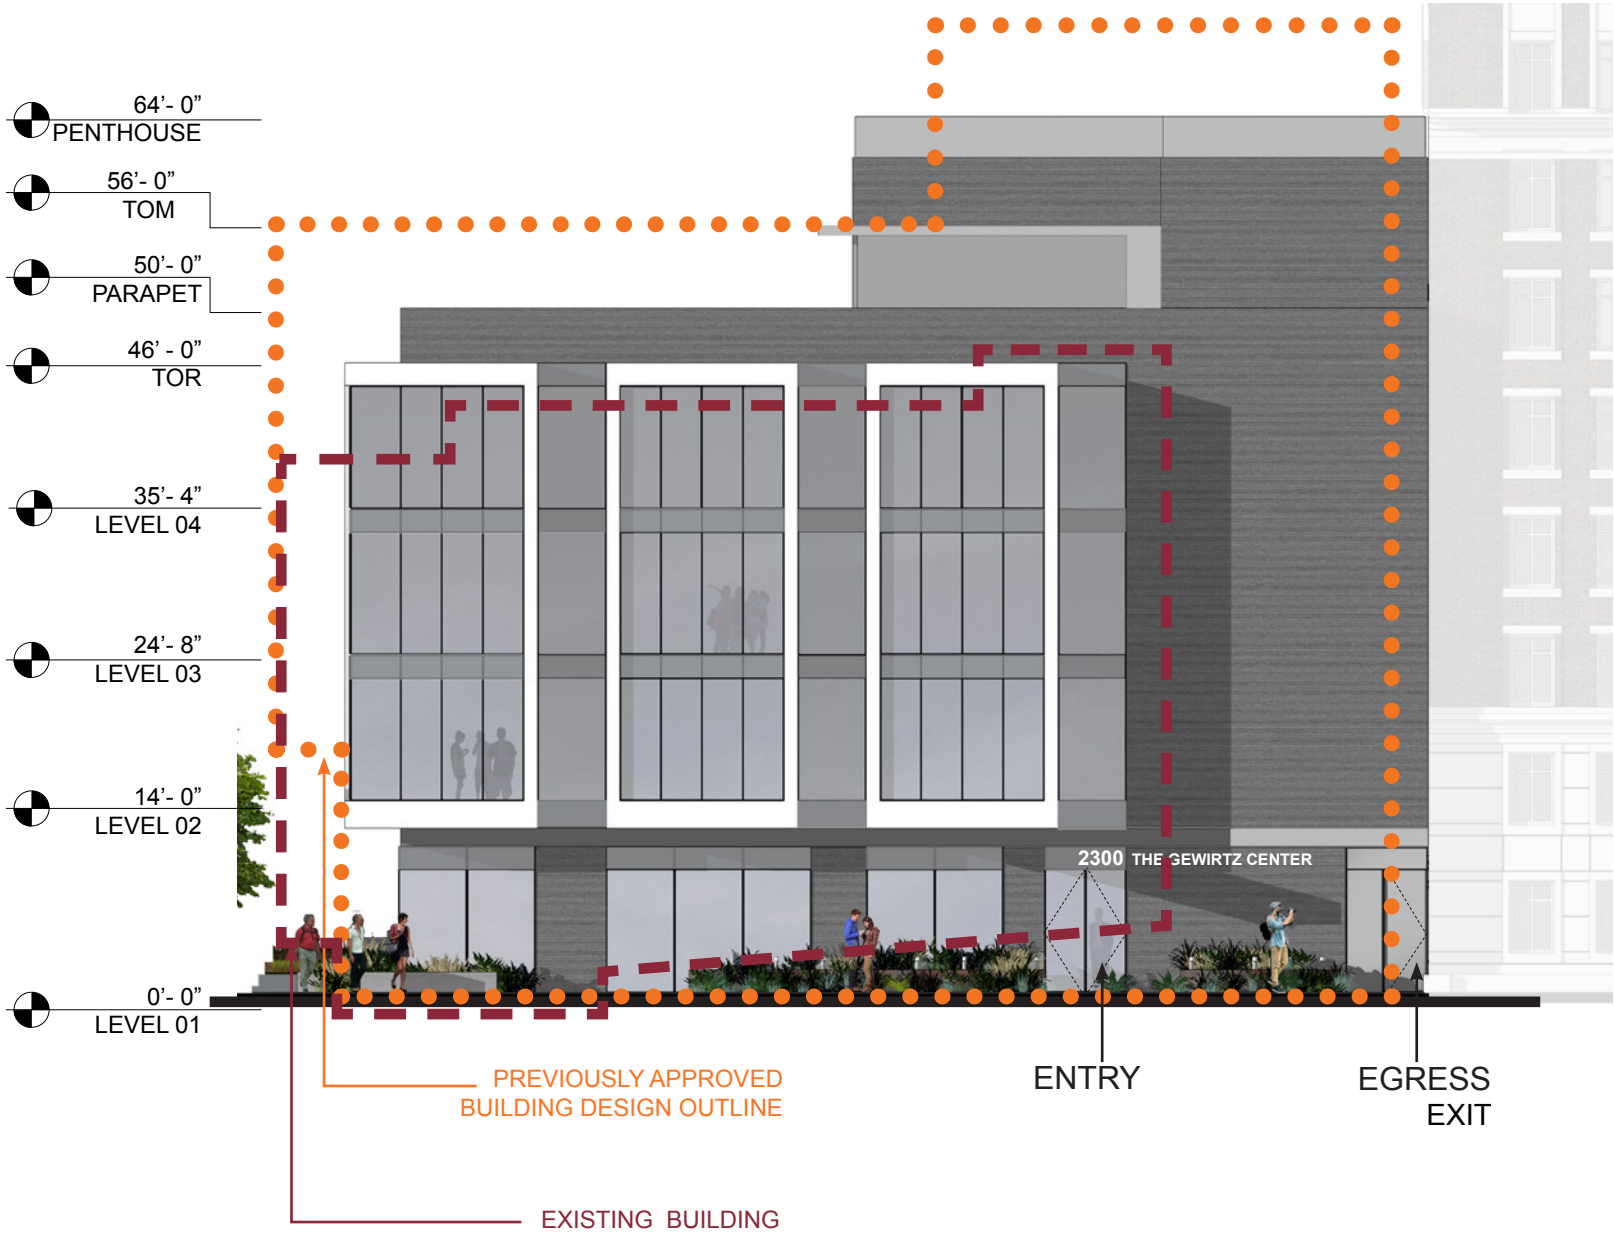 64'- 0”
PENTHOUSE
56'- 0”
TOM
50'- 0”
PARAPET
46' - 0”
TOR
35'- 4”
LEVEL 04
24'- 8”
LEVEL 03
14'- 0”
LEVEL 02
2300 THE GEWIRTZ CENTER
0'- 0”
LEVEL 01
PREVIOUSLY APPROVED
BUILDING DESIGN OUTLINE
ENTRY
EGRESS
EXIT
EXISTING BUILDING